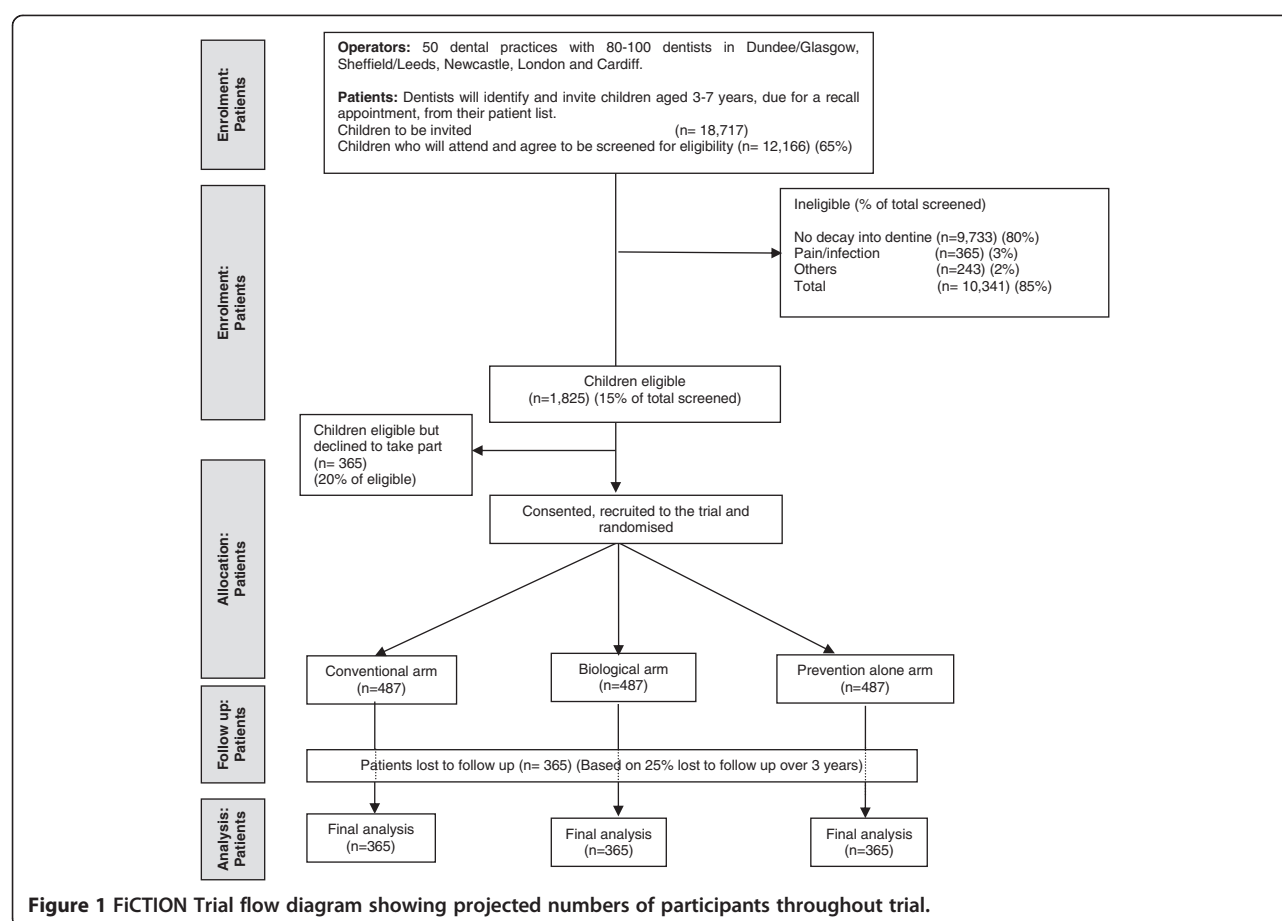 Enrolment:
Patients
Operators: 50 dental practices with 80-100 dentists in Dundee/Glasgow,
Sheffield/Leeds, Newcastle, London and Cardiff.
Patients: Dentists will identify and invite children aged 3-7 years, due for a recall
appointment, from their patient list.
Children to be invited (n= 18,717)
Children who will attend and agree to be screened for eligibility (n= 12,166) (65%)
Enrolment:
Patients
Ineligible (% of total screened)
No decay into dentine (n=9,733) (80%)
Pain/infection (n=365) (3%)
Others (n=243) (2%)
Total (n= 10,341) (85%)
Children eligible
(n=1,825) (15% of total screened)
Children eligible but
declined to take part
(n= 365)
(20% of eligible)
Allocation:
Patients
Consented, recruited to the trial and
randomised
Conventional arm
(n=487)
Biological arm
(n=487)
Prevention alone arm
(n=487)
Follow up:
Patients
Patients lost to follow up (n= 365) (Based on 25% lost to follow up over 3 years)
Analysis:
Patients
Final analysis
(n=365)
Final analysis
(n=365)
Final analysis
(n=365)
Figure 1 FiCTION Trial flow diagram showing projected numbers of participants throughout trial.